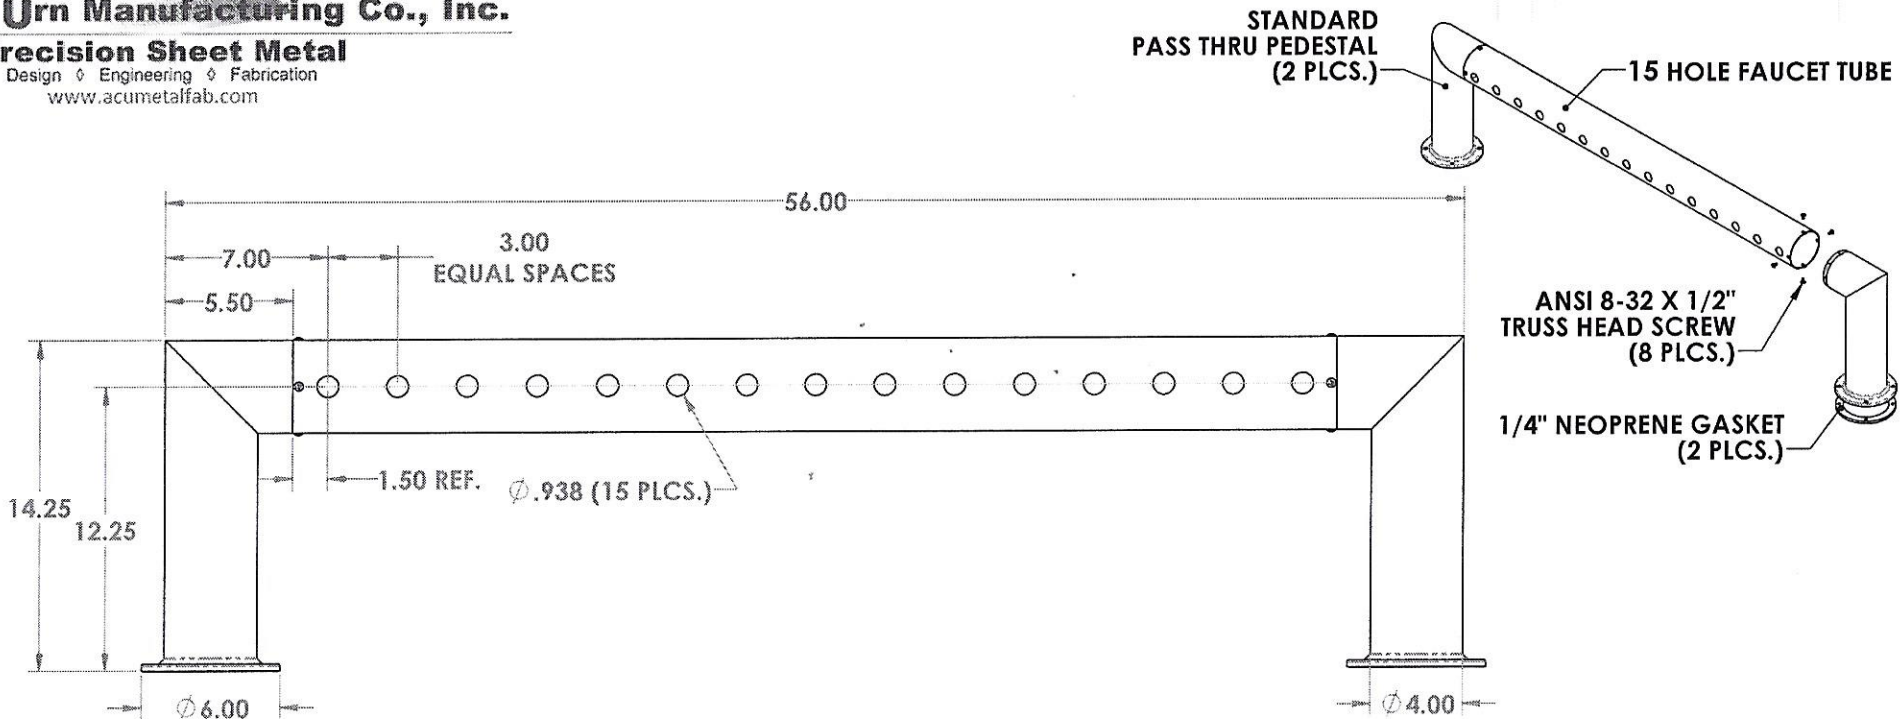 Urn Manufacturing Co., Inc.
recision Sheet Metal
Design ◊ Engineering ◊ Fabrication
www.acumetalfab.com
STANDARD
PASS THRU PEDESTAL
(2 PLCS.)
15 HOLE FAUCET TUBE
56.00
7.00
3.00
EQUAL SPACES
5.50
ANSI 8-32 X 1/2"
TRUSS HEAD SCREW
(8 PLCS.)
1/4" NEOPRENE GASKET
(2 PLCS.)
1.50 REF.
∅.938 (15 PLCS.)
14.25
12.25
∅6.00
∅4.00